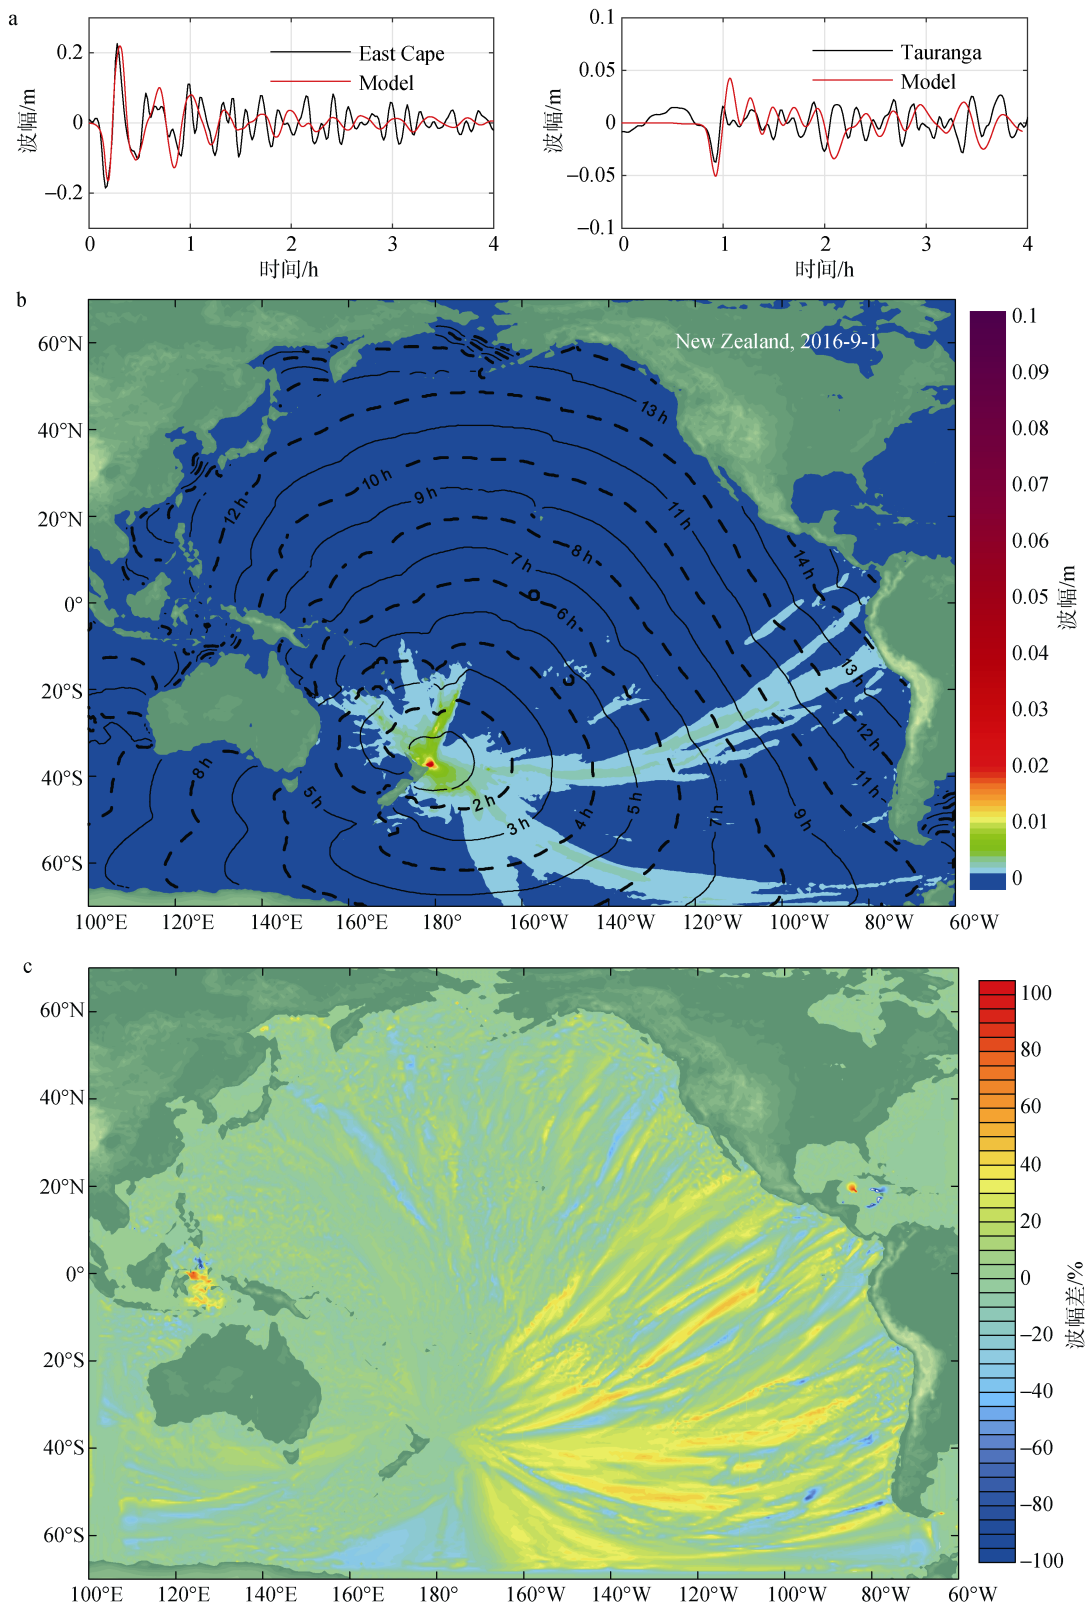 a
0.2
0
−0.2
波幅/m
East Cape
Model
0 1 2 3 4
时间/h
0.1
0.05
0
−0.05
−0.1
波幅/m
Tauranga
Model
0 1 2 3 4
时间/h
b
New Zealand, 2016-9-1
60°N
40°N
20°N
0°
20°S
40°S
60°S
13 h
10 h
9 h
12 h
11 h
8 h
7 h
14 h
6 h
13 h
12 h
8 h
11 h
5 h
2 h
3 h
4 h
5 h
7 h
9 h
100°E 120°E 140°E 160°E 180° 160°W 140°W 120°W 100°W 80°W 60°W
0.1
0.09
0.08
0.07
0.06
0.05
0.04
0.03
0.02
0.01
0
波幅/m
c
60°N
40°N
20°N
0°
20°S
40°S
60°S
100°E 120°E 140°E 160°E 180° 160°W 140°W 120°W 100°W 80°W 60°W
100
80
60
40
20
0
−20
−40
−60
−80
−100
波幅差/%